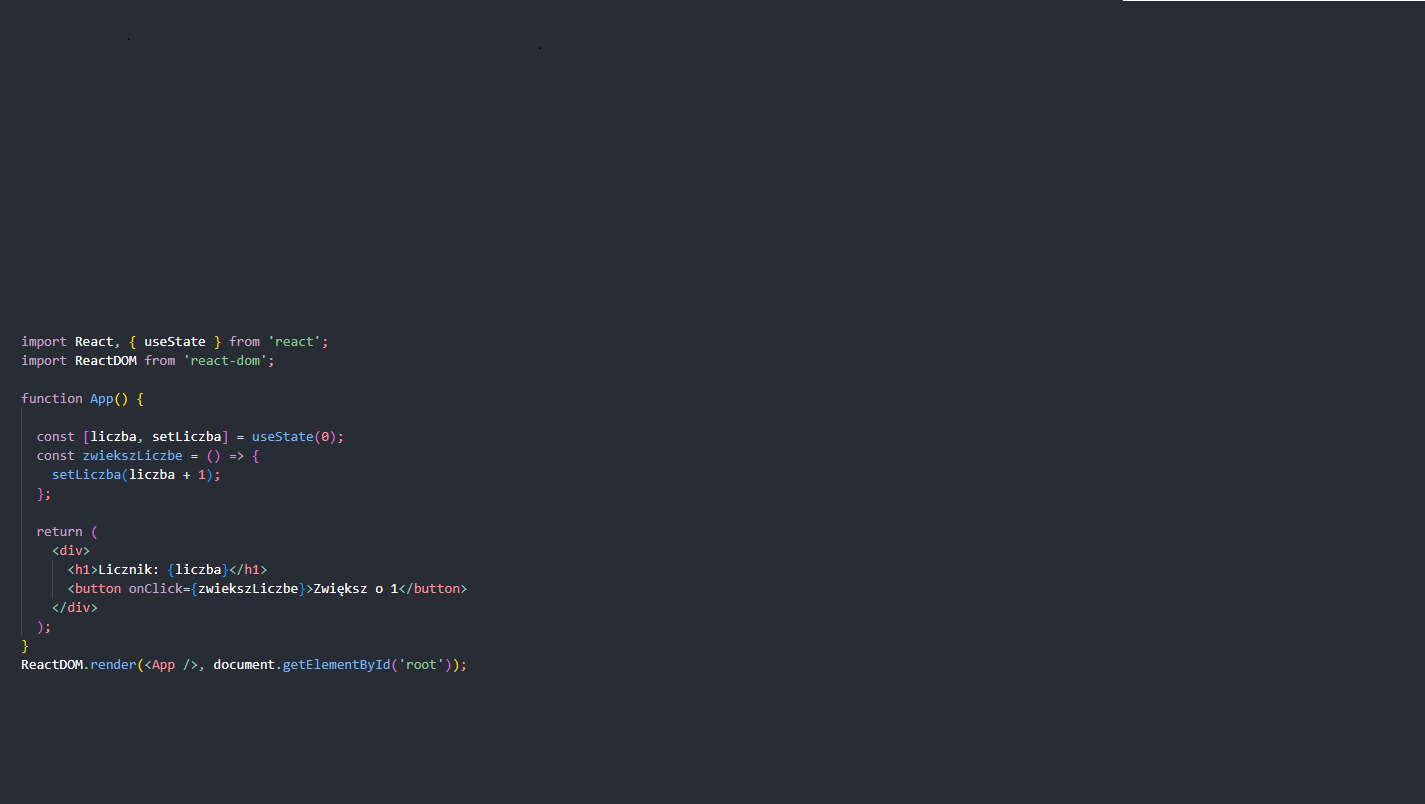 import React, { useState } from 'react';
import ReactDOM from 'react-dom';
function App() {
const [liczba, setLiczba] = useState(0);
const zwiekszLiczbe = () => {
setLiczba(liczba + 1);
};
return (
<div>
<h1>Licznik: {liczba}</h1>
<button onClick={zwiekszLiczbe}>Zwiększ o 1</button>
</div>
);
}
ReactDOM.render(<App />, document.getElementById('root'));